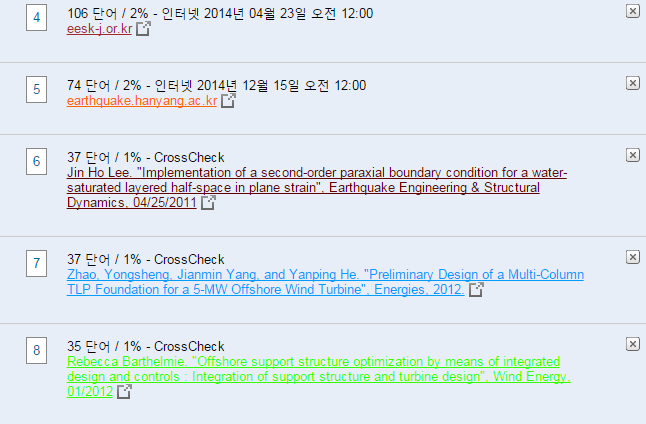 4
106 단어 / 2% - 인터넷 2014년 04월 23일 오전 12:00
eesk-j.or.kr
5
74 단어 / 2% - 인터넷 2014년 12월 15일 오전 12:00
earthquake.hanyang.ac.kr
6
37 단어 / 1% - CrossCheck
Jin Ho Lee. "Implementation of a second-order paraxial boundary condition for a water-
saturated layered half-space in plane strain", Earthquake Engineering & Structural
Dynamics, 04/25/2011
7
37 단어 / 1% - CrossCheck
Zhao, Yongsheng, Jianmin Yang, and Yanping He. "Preliminary Design of a Multi-Column
TLP Foundation for a 5-MW Offshore Wind Turbine", Energies, 2012.
8
35 단어 / 1% - CrossCheck
Rebecca Barthelmie. "Offshore support structure optimization by means of integrated
design and controls : Integration of support structure and turbine design", Wind Energy,
01/2012